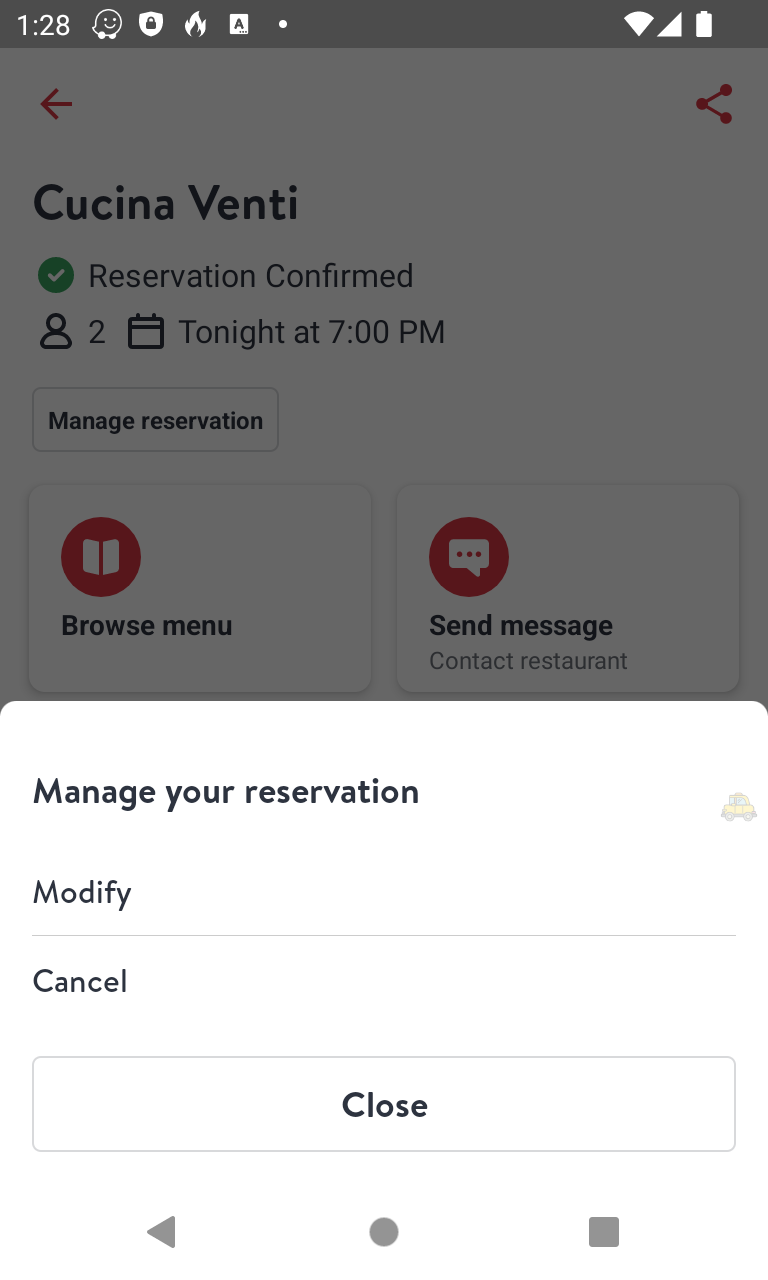 1:28
Cucina Venti
Reservation Confirmed
2 Tonight at 7:00 PM
Manage reservation
Browse menu
Send message
Contact restaurant
Manage your reservation
Modify
Cancel
Close